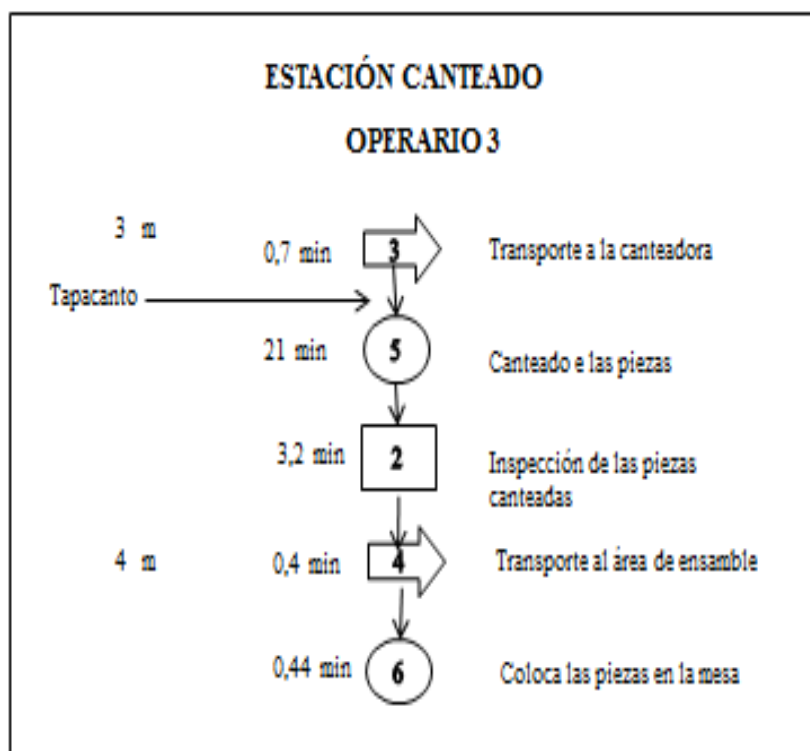 ESTACIÓN CANTEADO
OPERARIO 3
3 m
0,7 min 3 Transporte a la canteadora
Tapacanto
21 min 5 Canteado e las piezas
3,2 min 2 Inspección de las piezas
canteadas
4 m 0,4 min 4 Transporte al área de ensamble
0,44 min 6 Coloca las piezas en la mesa